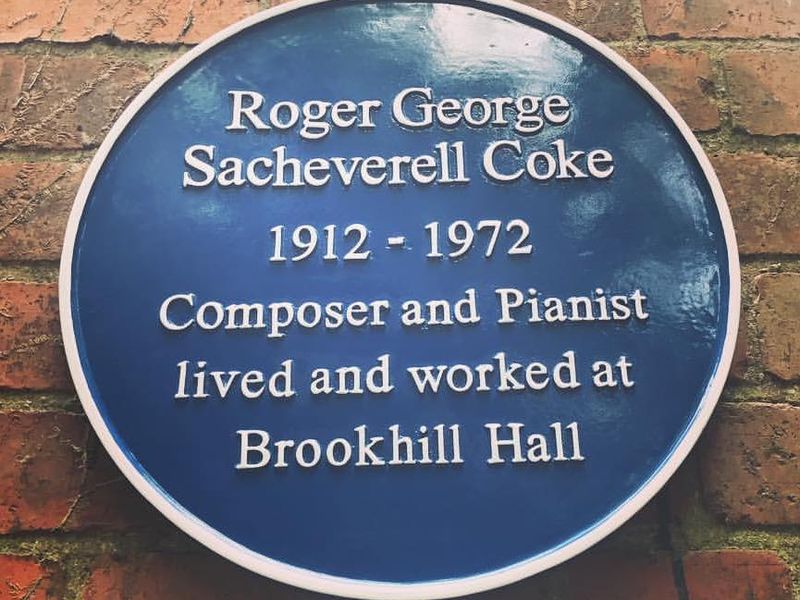 Roger George
Sacheverell Coke
1912 - 1972
Composer and Pianist
lived and worked at
Brookhill Hall